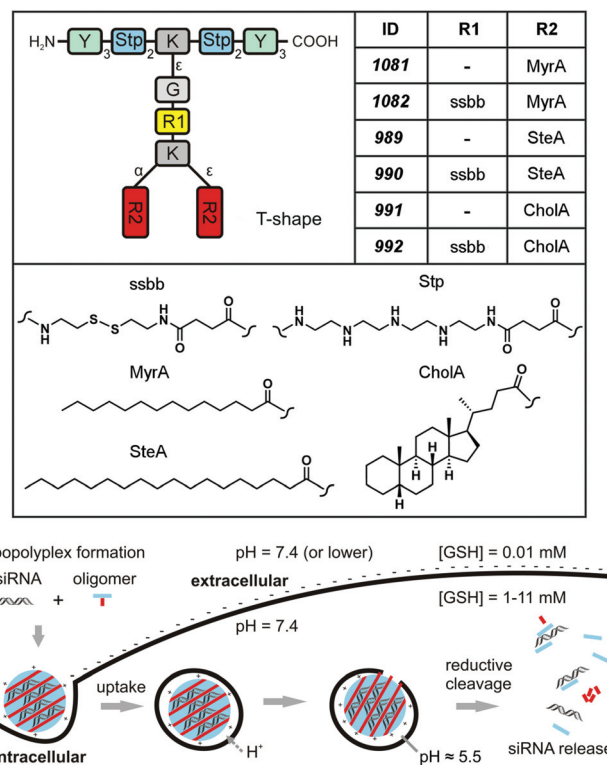 H₂N Y 3 Stp 2 K Stp 2 Y 3 COOH
ε
G
R1
K
α ε
R2 R2
T-shape
ID R1 R2
1081 - MyrA
1082 ssbb MyrA
989 - SteA
990 ssbb SteA
991 - CholA
992 ssbb CholA
ssbb Stp
N H S S H N O O
H N N H H N N H H N O O
MyrA CholA
O O
H H H H
SteA
O
opolyplex formation pH = 7.4 (or lower) [GSH] = 0.01 mM
siRNA + oligomer extracellular
[GSH] = 1-11 mM
pH = 7.4
uptake reductive
cleavage
H⁺
ntracellular pH ≈ 5.5 siRNA release